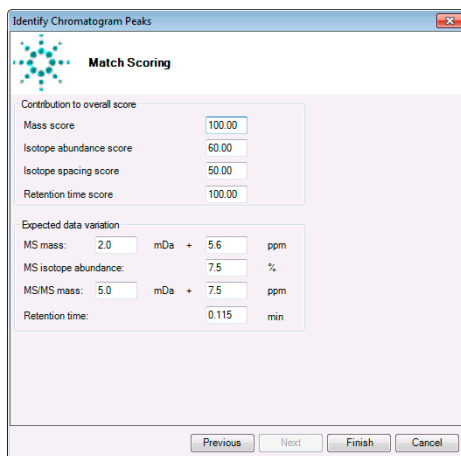 Identify Chromatogram Peaks
Match Scoring
Contribution to overall score
Mass score 100.00
Isotope abundance score 60.00
Isotope spacing score 50.00
Retention time score 100.00
Expected data variation
MS mass: 2.0 mDa + 5.6 ppm
MS isotope abundance: 7.5 %
MS/MS mass: 5.0 mDa + 7.5 ppm
Retention time: 0.115 min
Previous Next Finish Cancel